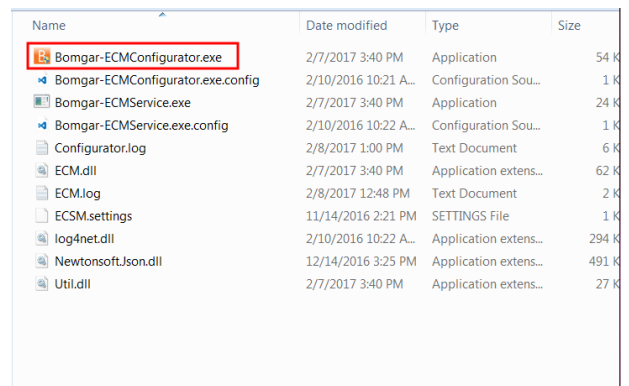 Name Date modified Type Size
Bomgar-ECMConfigurator.exe 2/7/2017 3:40 PM Application 54 K
Bomgar-ECMConfigurator.exe.config 2/10/2016 10:21 A... Configuration Sou... 1 K
Bomgar-ECMService.exe 2/7/2017 3:40 PM Application 24 K
Bomgar-ECMService.exe.config 2/10/2016 10:22 A... Configuration Sou... 1 K
Configurator.log 2/8/2017 1:00 PM Text Document 6 K
ECM.dll 2/7/2017 3:40 PM Application extens... 62 K
ECM.log 2/8/2017 12:48 PM Text Document 2 K
ECSM.settings 11/14/2016 2:21 PM SETTINGS File 1 K
log4net.dll 2/10/2016 10:22 A... Application extens... 294 K
Newtonsoft.Json.dll 12/14/2016 3:25 PM Application extens... 491 K
Util.dll 2/7/2017 3:40 PM Application extens... 27 K